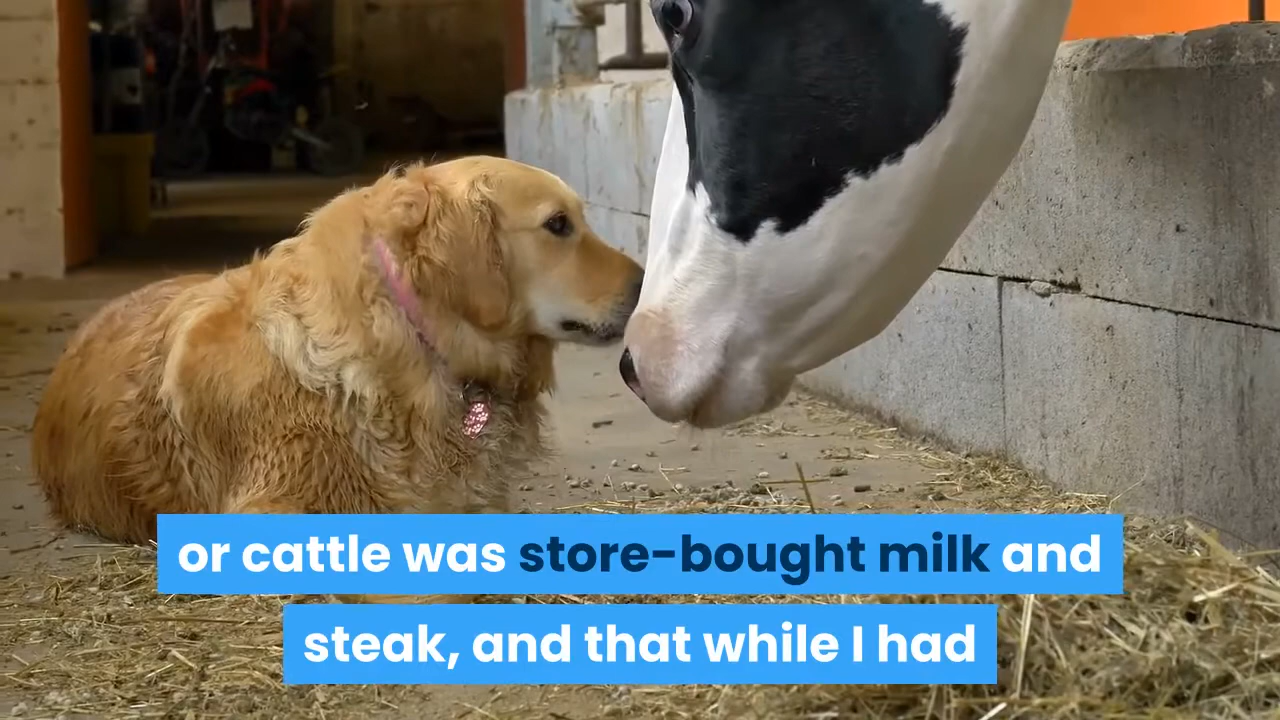 or cattle was store-bought milk and
steak, and that while I had